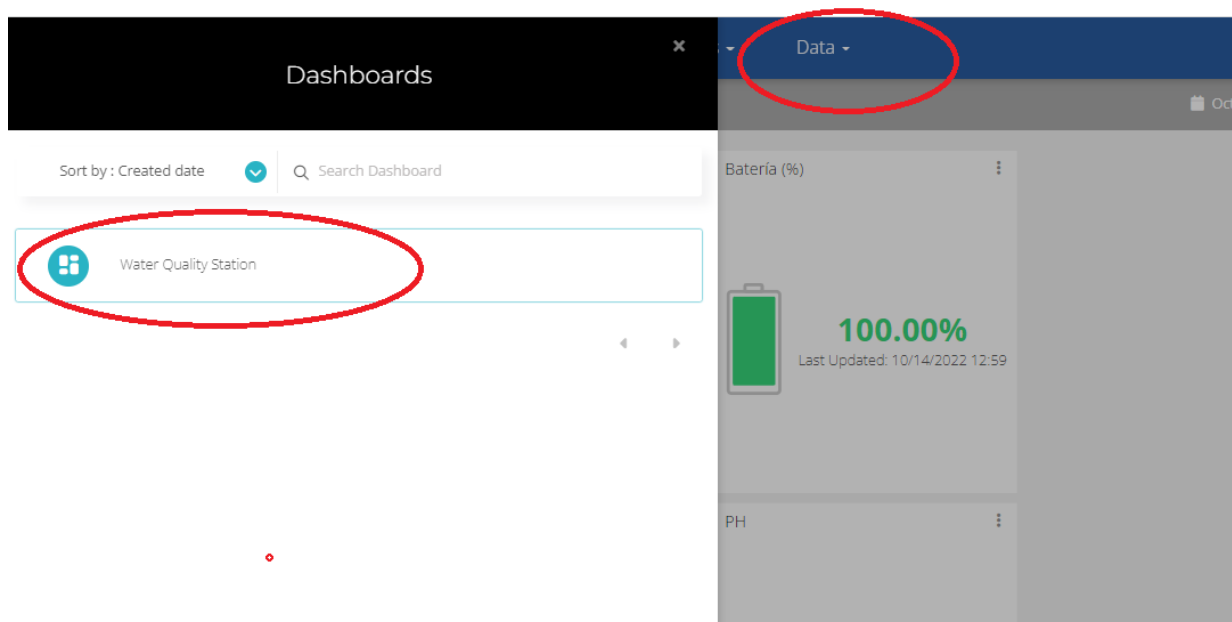 Dashboards
×
s
Data
Oct
Sort by : Created date
Search Dashboard
Water Quality Station
Batería (%)
100.00%
Last Updated: 10/14/2022 12:59
PH